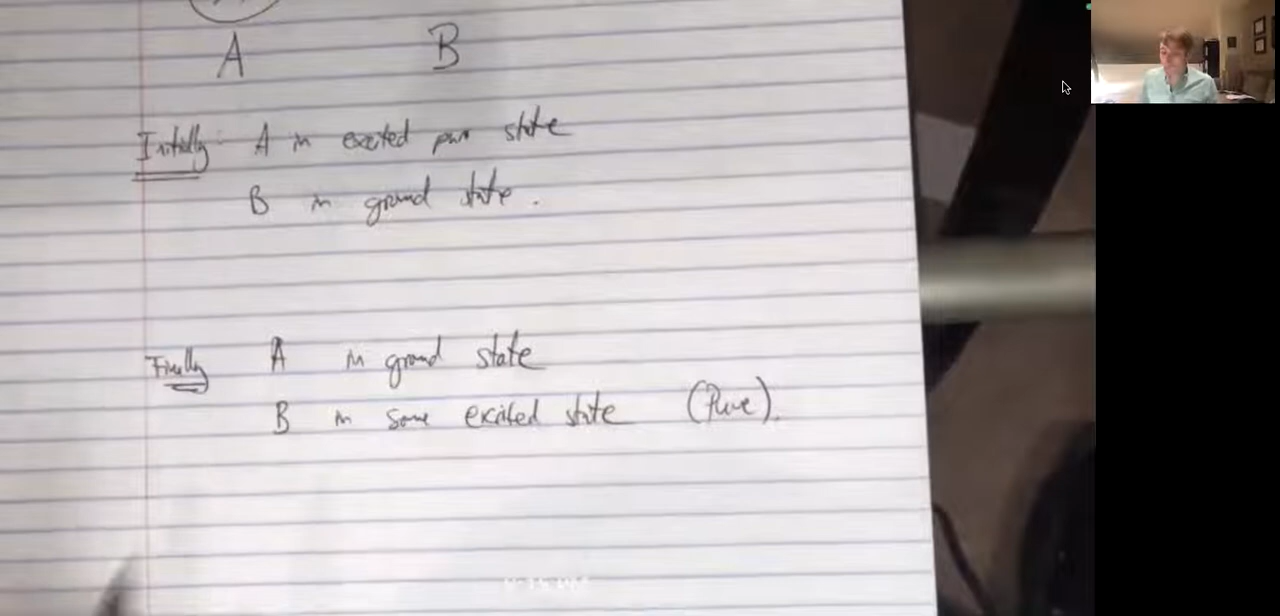 A B
Initially: A in excited pure state
B in ground state.
Finally A in ground state
B in some excited state (Pure).